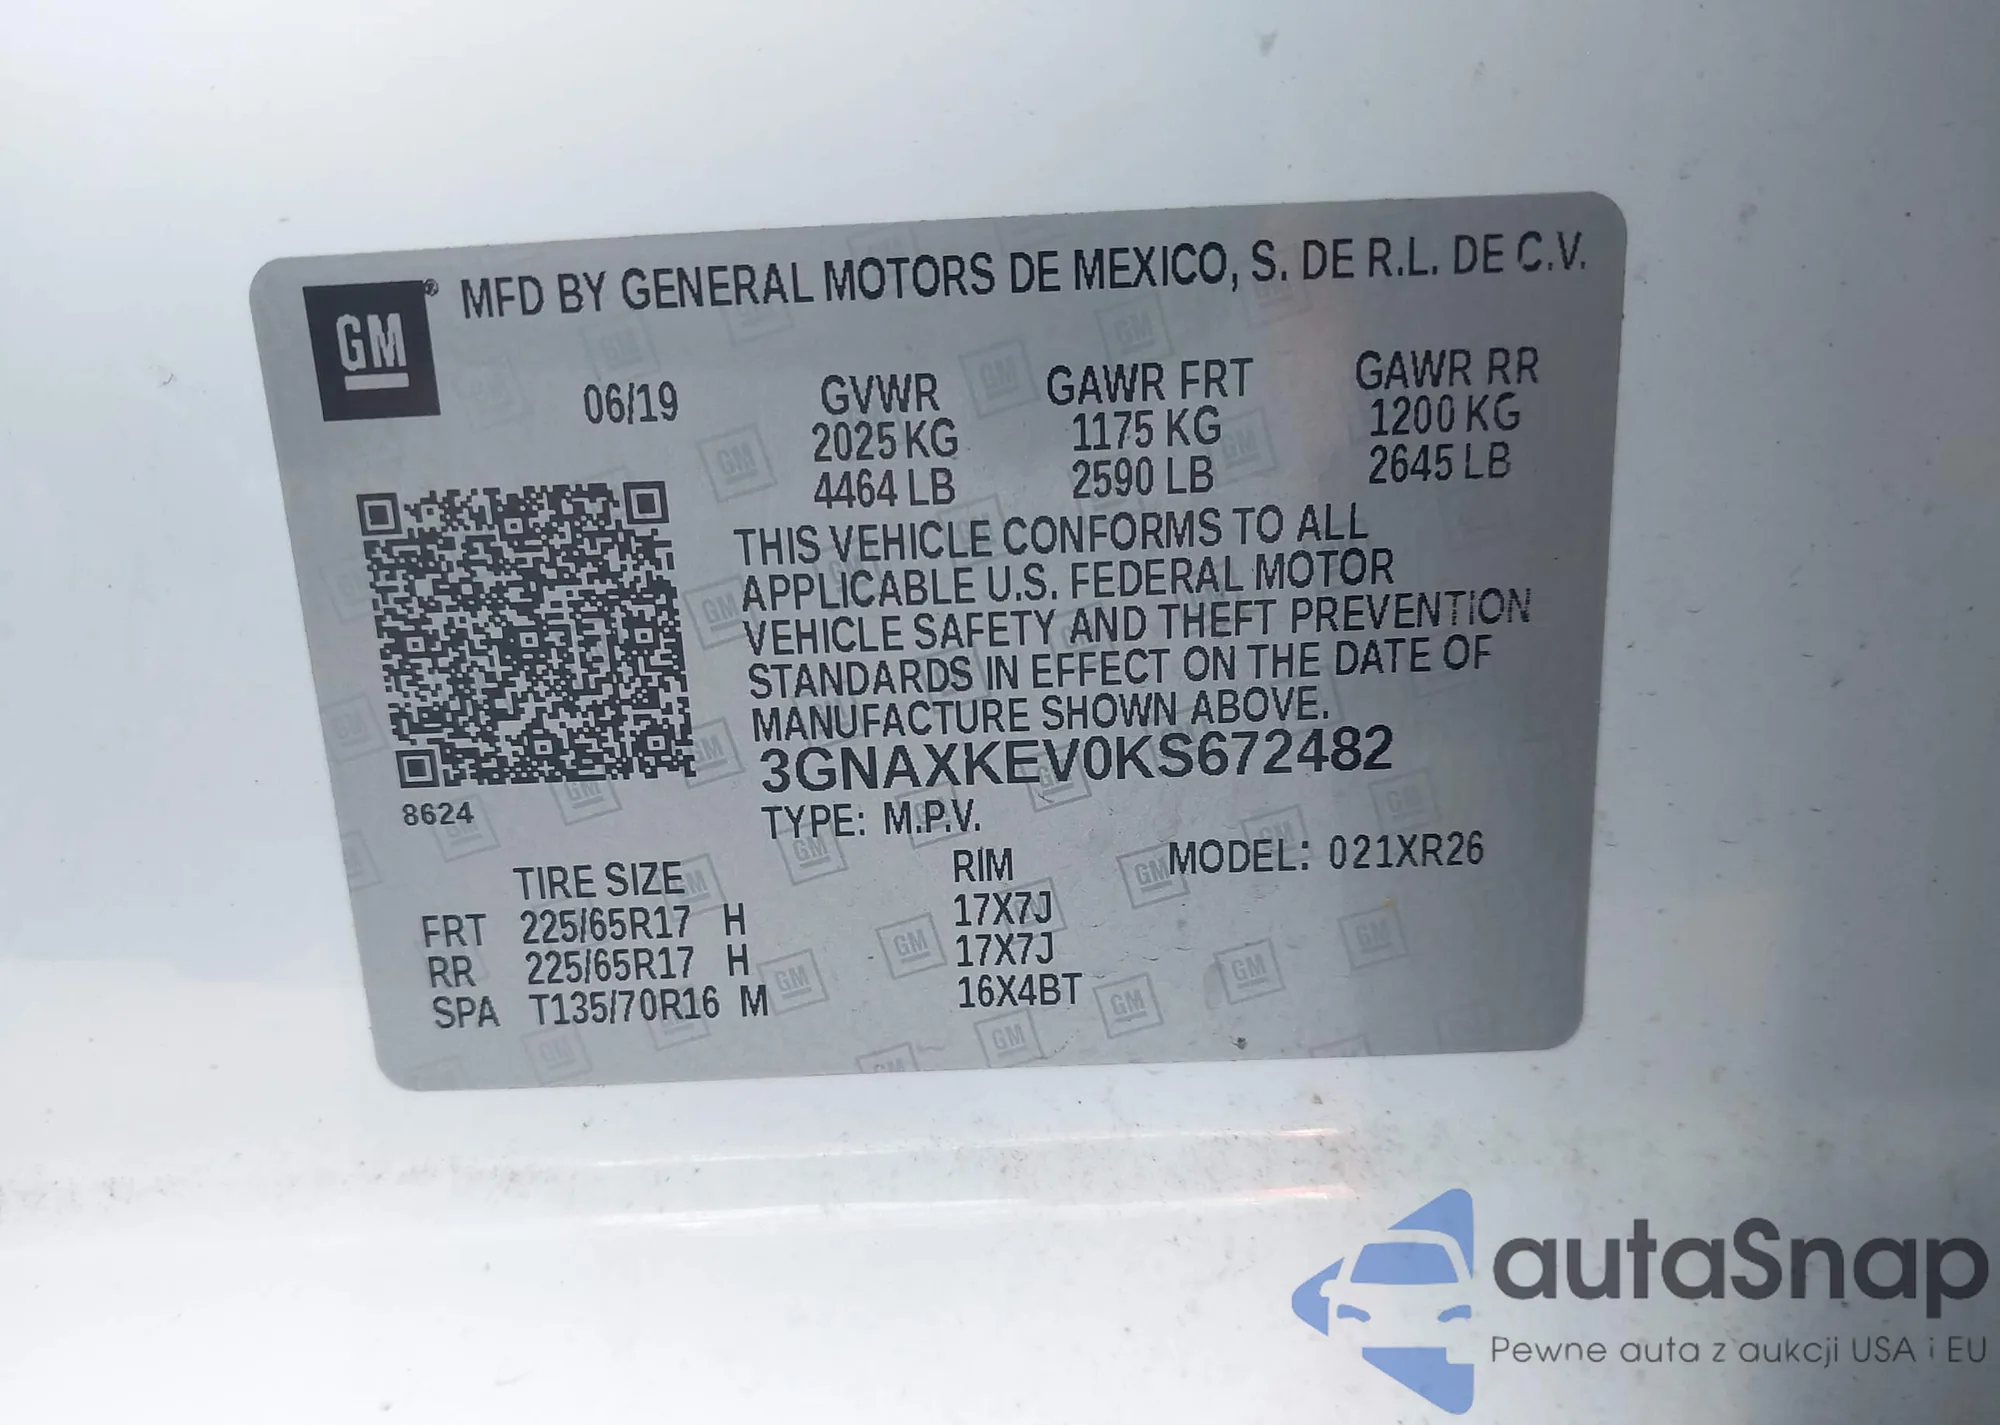 GM® MFD BY GENERAL MOTORS DE MEXICO, S. DE R.L. DE C.V.
06/19 GVWR GAWR FRT GAWR RR
2025 KG 1175 KG 1200 KG
4464 LB 2590 LB 2645 LB
THIS VEHICLE CONFORMS TO ALL
APPLICABLE U.S. FEDERAL MOTOR
VEHICLE SAFETY AND THEFT PREVENTION
STANDARDS IN EFFECT ON THE DATE OF
MANUFACTURE SHOWN ABOVE.
3GNAXKEV0KS672482
8624 TYPE: M.P.V.
TIRE SIZE RIM MODEL: 021XR26
FRT 225/65R17 H 17X7J
RR 225/65R17 H 17X7J
SPA T135/70R16 M 16X4BT
autaSnap
Pewne auta z aukcji USA i EU